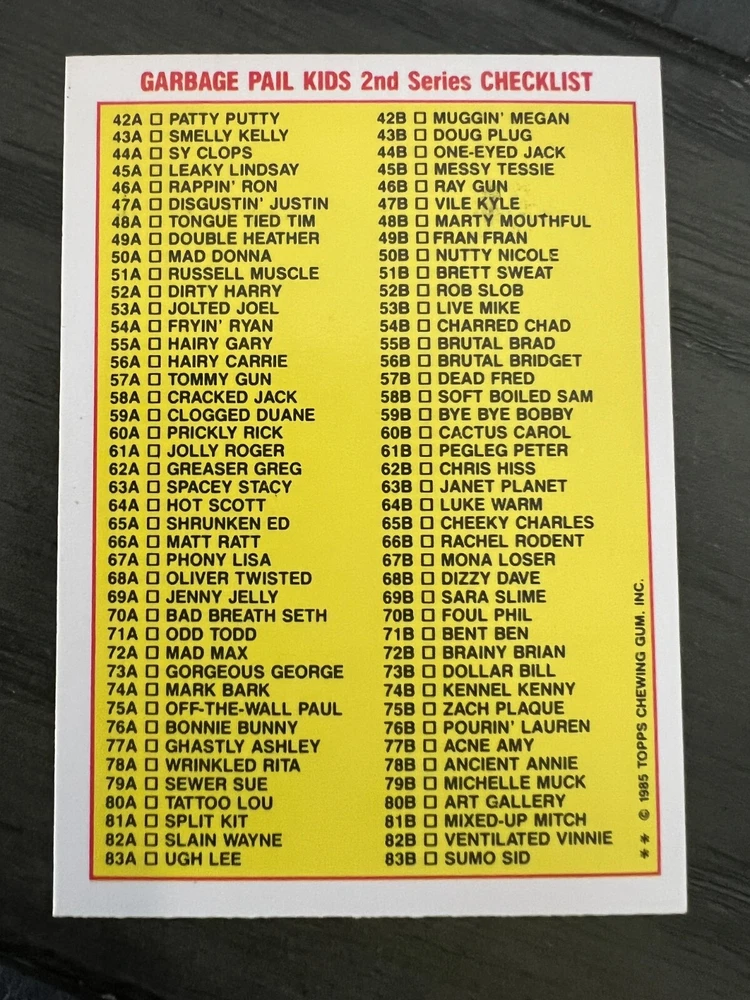 GARBAGE PAIL KIDS 2nd Series CHECKLIST
42A □ PATTY PUTTY 42B □ MUGGIN' MEGAN
43A □ SMELLY KELLY 43B □ DOUG PLUG
44A □ SY CLOPS 44B □ ONE-EYED JACK
45A □ LEAKY LINDSAY 45B □ MESSY TESSIE
46A □ RAPPIN' RON 46B □ RAY GUN
47A □ DISGUSTIN' JUSTIN 47B □ VILE KYLE
48A □ TONGUE TIED TIM 48B □ MARTY MOUTHFUL
49A □ DOUBLE HEATHER 49B □ FRAN FRAN
50A □ MAD DONNA 50B □ NUTTY NICOLE
51A □ RUSSELL MUSCLE 51B □ BRETT SWEAT
52A □ DIRTY HARRY 52B □ ROB SLOB
53A □ JOLTED JOEL 53B □ LIVE MIKE
54A □ FRYIN' RYAN 54B □ CHARRED CHAD
55A □ HAIRY GARY 55B □ BRUTAL BRAD
56A □ HAIRY CARRIE 56B □ BRUTAL BRIDGET
57A □ TOMMY GUN 57B □ DEAD FRED
58A □ CRACKED JACK 58B □ SOFT BOILED SAM
59A □ CLOGGED DUANE 59B □ BYE BYE BOBBY
60A □ PRICKLY RICK 60B □ CACTUS CAROL
61A □ JOLLY ROGER 61B □ PEGLEG PETER
62A □ GREASER GREG 62B □ CHRIS HISS
63A □ SPACEY STACY 63B □ JANET PLANET
64A □ HOT SCOTT 64B □ LUKE WARM
65A □ SHRUNKEN ED 65B □ CHEEKY CHARLES
66A □ MATT RATT 66B □ RACHEL RODENT
67A □ PHONY LISA 67B □ MONA LOSER
68A □ OLIVER TWISTED 68B □ DIZZY DAVE
69A □ JENNY JELLY 69B □ SARA SLIME
70A □ BAD BREATH SETH 70B □ FOUL PHIL
71A □ ODD TODD 71B □ BENT BEN
72A □ MAD MAX 72B □ BRAINY BRIAN
73A □ GORGEOUS GEORGE 73B □ DOLLAR BILL
74A □ MARK BARK 74B □ KENNEL KENNY
75A □ OFF-THE-WALL PAUL 75B □ ZACH PLAQUE
76A □ BONNIE BUNNY 76B □ POURIN' LAUREN
77A □ GHASTLY ASHLEY 77B □ ACNE AMY
78A □ WRINKLED RITA 78B □ ANCIENT ANNIE
79A □ SEWER SUE 79B □ MICHELLE MUCK
80A □ TATTOO LOU 80B □ ART GALLERY
81A □ SPLIT KIT 81B □ MIXED-UP MITCH
82A □ SLAIN WAYNE 82B □ VENTILATED VINNIE
83A □ UGH LEE 83B □ SUMO SID
** © 1985 TOPPS CHEWING GUM. INC.